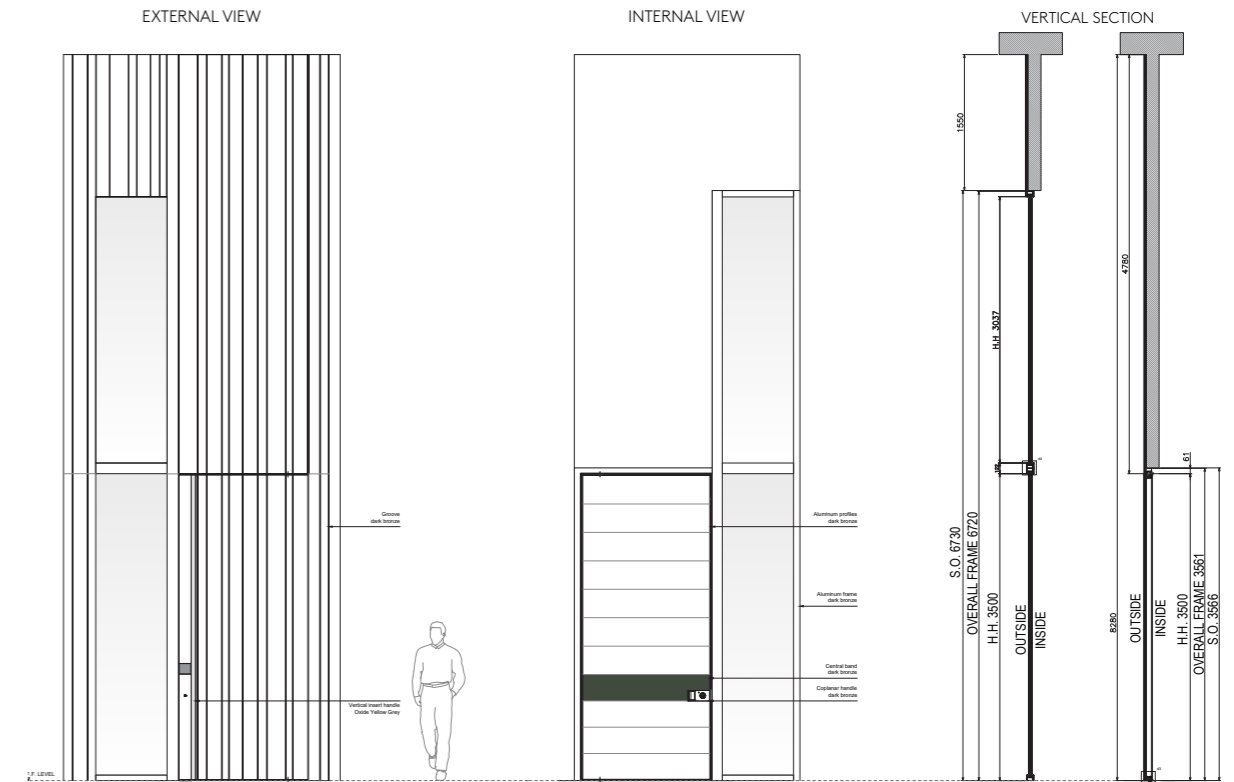 EXTERNAL VIEW
INTERNAL VIEW
VERTICAL SECTION
Groove
dark bronze
Vertical insert handle
Oxide Yellow Grey
Aluminum profiles
dark bronze
Aluminum frame
dark bronze
Central band
dark bronze
Coplanar handle
dark bronze
1550
H.H 3037
S.O. 6730
OVERALL FRAME 6720
H.H. 3500
OUTSIDE
INSIDE
4780
8280
61
OUTSIDE
INSIDE
H.H. 3500
OVERALL FRAME 3561
S.O. 3566
F.F. LEVEL